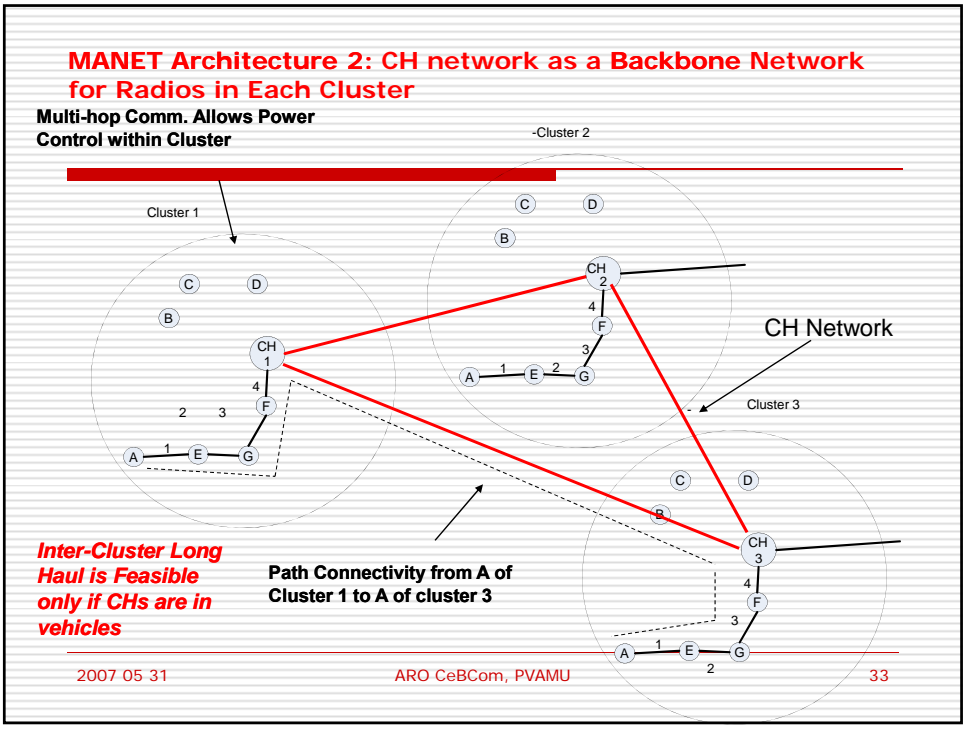 MANET Architecture 2: CH network as a Backbone Network
for Radios in Each Cluster
Multi-hop Comm. Allows Power
Control within Cluster
-Cluster 2
Cluster 1
C
D
B
CH
2
4
F
3
A
1
E
2
G
C
D
B
CH
1
4
F
2
3
A
1
E
G
CH Network
Cluster 3
-
C
D
B
CH
3
4
F
3
A
1
E
G
2
Inter-Cluster Long
Haul is Feasible
only if CHs are in
vehicles
Path Connectivity from A of
Cluster 1 to A of cluster 3
2007 05 31
ARO CeBCom, PVAMU
33